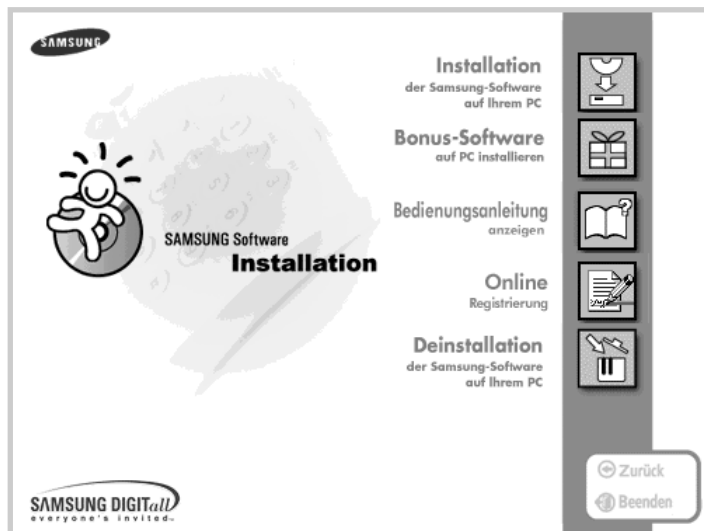 SAMSUNG
Installation
der Samsung-Software
auf Ihrem PC
Bonus-Software
auf PC installieren
Bedienungsanleitung
anzeigen
SAMSUNG Software
Installation
Online
Registrierung
Deinstallation
der Samsung-Software
auf Ihrem PC
Zurück
Beenden
SAMSUNG DIGITall
everyone's invited™